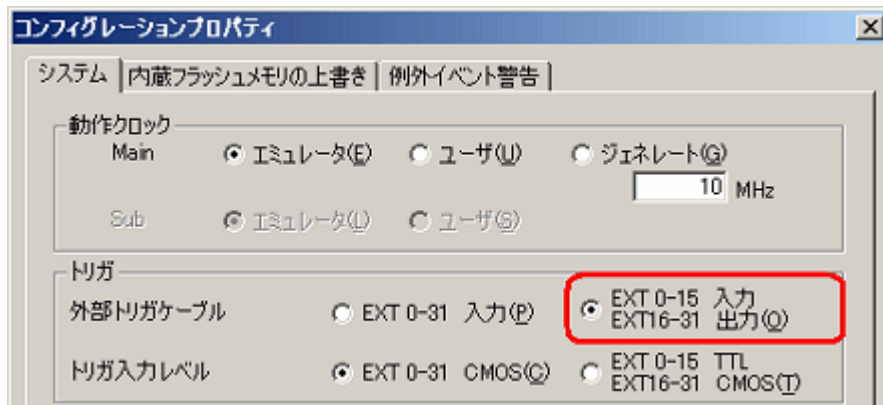 コンフィグレーションプロパティ
システム 内蔵フラッシュメモリの上書き 例外イベント警告
動作クロック
Main エミュレータ(E) ユーザ(U) ジェネレート(G)
10 MHz
Sub エミュレータ(L) ユーザ(S)
トリガ
外部トリガケーブル EXT 0-31 入力(P) EXT 0-15 入力
EXT16-31 出力(O)
トリガ入力レベル EXT 0-31 CMOS(C) EXT 0-15 TTL
EXT16-31 CMOS(T)